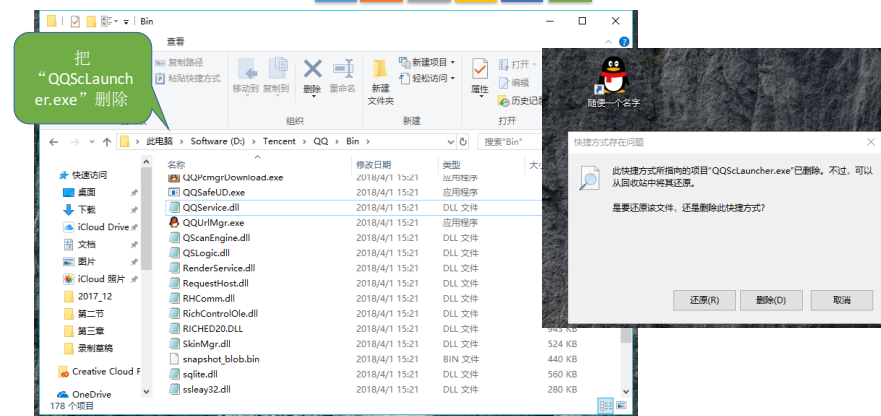 Bin
查看
把
“QQScLaunch
er.exe”删除
复制路径
粘贴快捷方式
移动到
复制到
删除
重命名
新建
文件夹
新建项目
轻松访问
属性
打开
编辑
历史记
组织
新建
打开
此电脑 › Software (D:) › Tencent › QQ › Bin ›
搜索"Bin"
名称 修改日期 类型
QQPcmgrDownload.exe 2018/4/1 15:21 应用程序
QQSafeUD.exe 2018/4/1 15:21 应用程序
QQService.dll 2018/4/1 15:21 DLL 文件
QQUrlMgr.exe 2018/4/1 15:21 应用程序
QScanEngine.dll 2018/4/1 15:21 DLL 文件
QSLogic.dll 2018/4/1 15:21 DLL 文件
RenderService.dll 2018/4/1 15:21 DLL 文件
RequestHost.dll 2018/4/1 15:21 DLL 文件
RHComm.dll 2018/4/1 15:21 DLL 文件
RichControlOle.dll 2018/4/1 15:21 DLL 文件
RICHED20.DLL 2018/4/1 15:21 DLL 文件 943 KB
SkinMgr.dll 2018/4/1 15:21 DLL 文件 524 KB
snapshot_blob.bin 2018/4/1 15:21 BIN 文件 440 KB
sqlite.dll 2018/4/1 15:21 DLL 文件 560 KB
ssleay32.dll 2018/4/1 15:21 DLL 文件 280 KB
快速访问
桌面
下载
iCloud Drive
文档
图片
iCloud 照片
2017_12
第二节
第三章
录制草稿
Creative Cloud F
OneDrive
178 个项目
随便一个名字
快捷方式存在问题
此快捷方式所指向的项目"QQScLauncher.exe"已删除。不过，可以
从回收站中将其还原。
是要还原该文件，还是删除此快捷方式?
还原(R)
删除(D)
取消